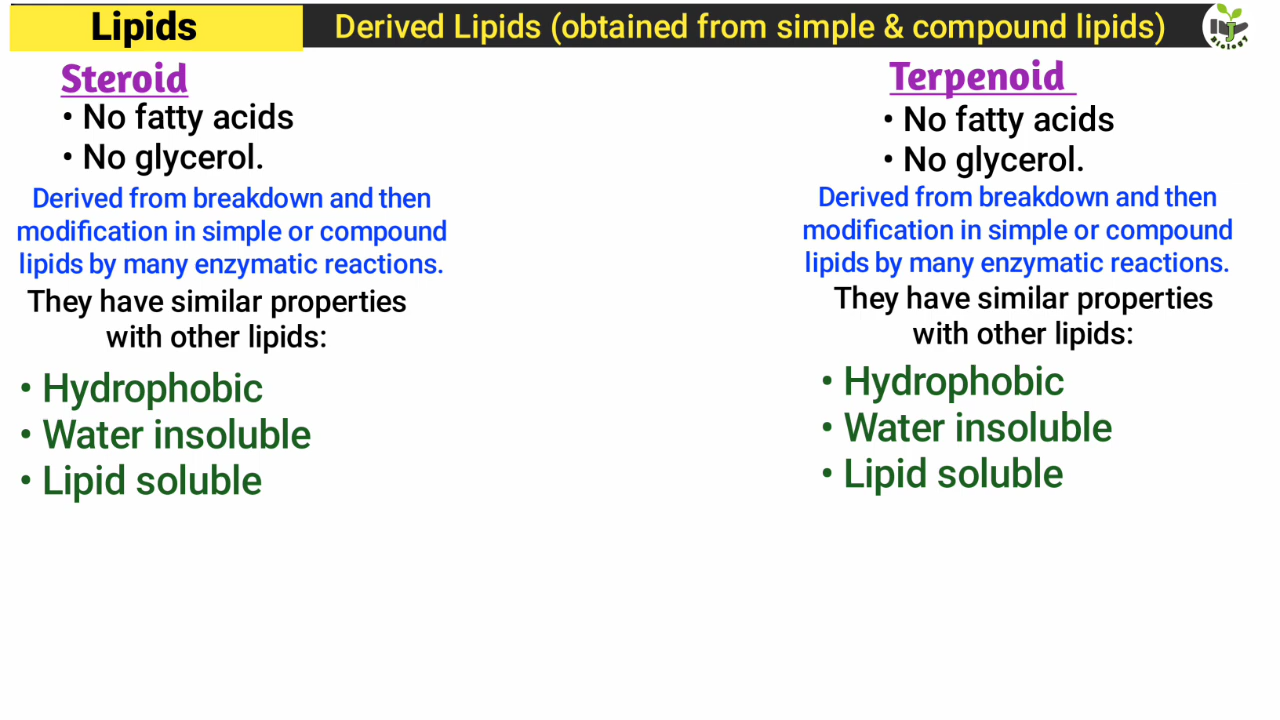 Lipids
Derived Lipids (obtained from simple & compound lipids)
Steroid
• No fatty acids
• No glycerol.
Derived from breakdown and then
modification in simple or compound
lipids by many enzymatic reactions.
They have similar properties
with other lipids:
• Hydrophobic
• Water insoluble
• Lipid soluble
Terpenoid
• No fatty acids
• No glycerol.
Derived from breakdown and then
modification in simple or compound
lipids by many enzymatic reactions.
They have similar properties
with other lipids:
• Hydrophobic
• Water insoluble
• Lipid soluble
Biology